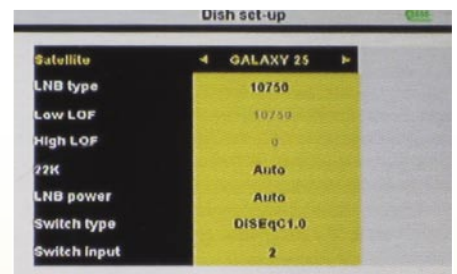 Dish set-up
Satellite GALAXY 25
LNB type 10750
Low LOF 10750
High LOF 0
22K Auto
LNB power Auto
Switch type DiSEqC1.0
Switch input 2